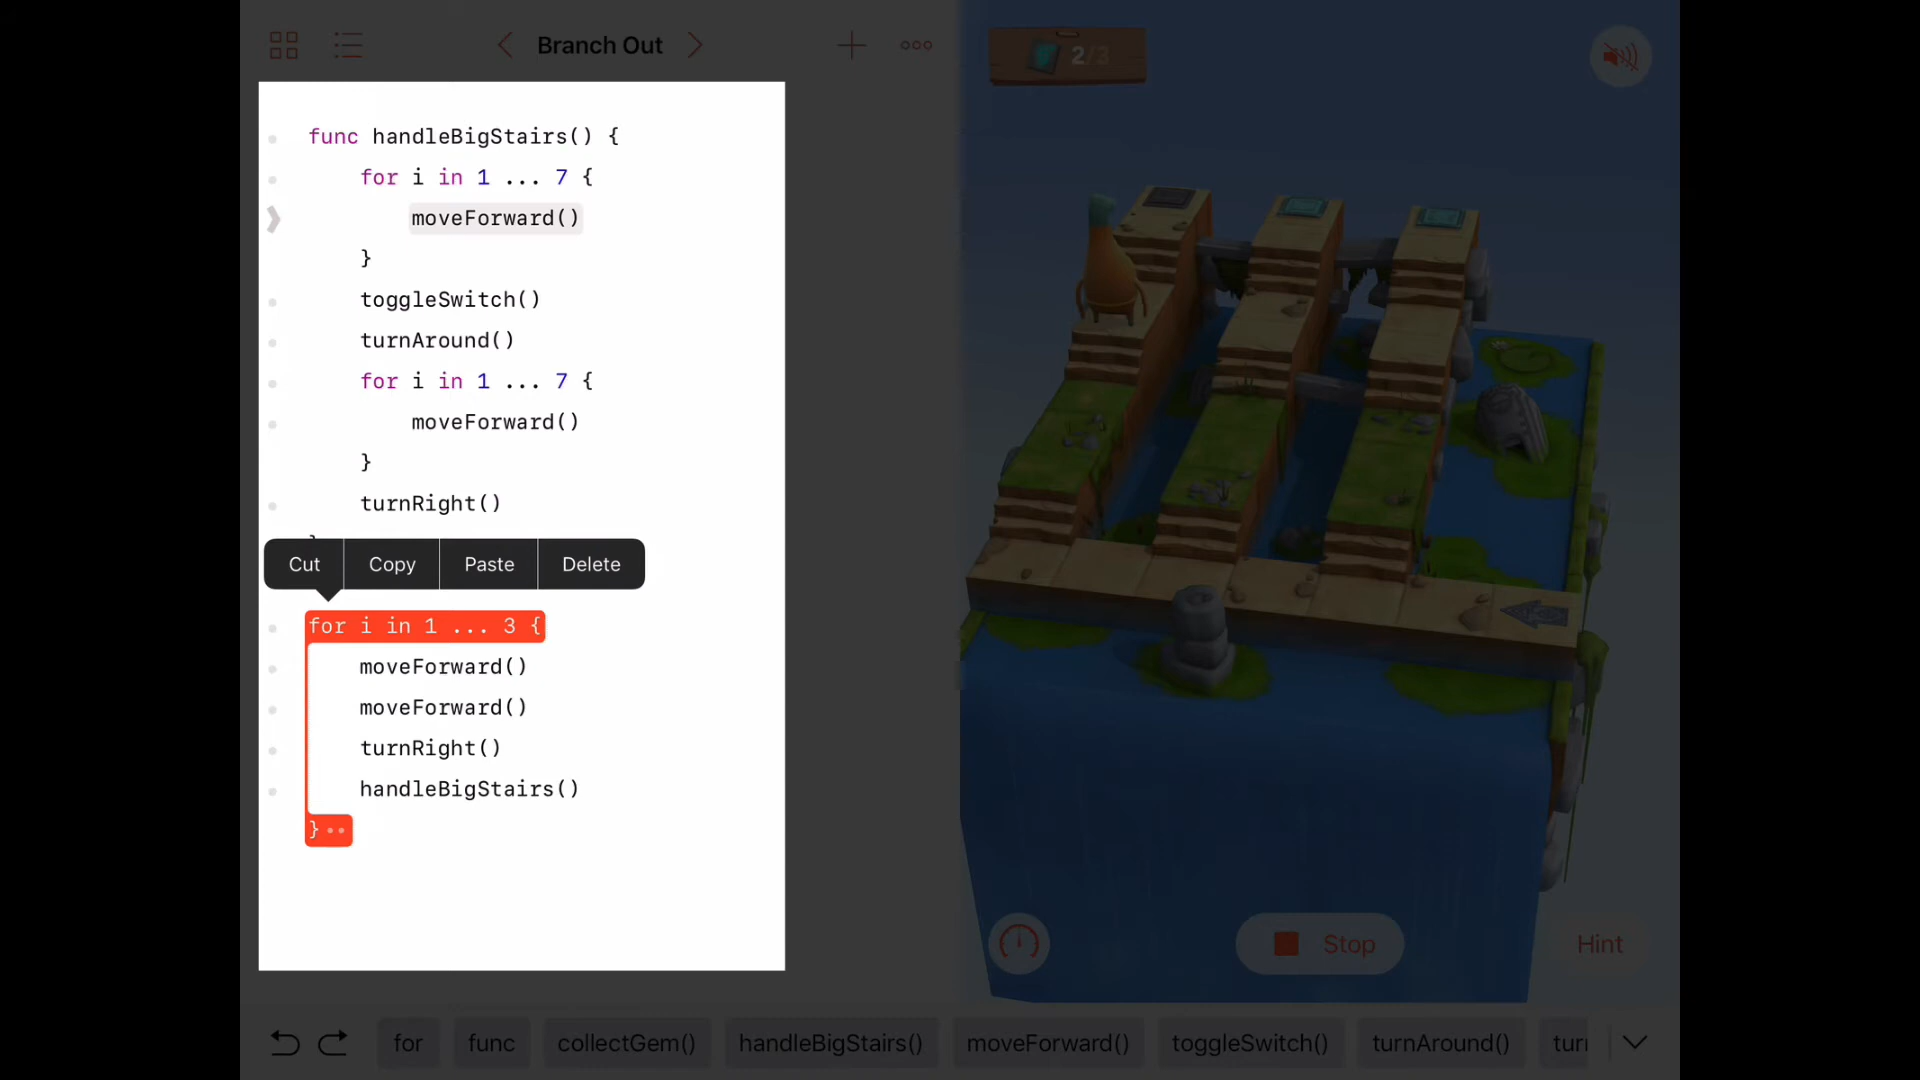 Branch Out
2/3
func handleBigStairs() {
for i in 1 ... 7 {
moveForward()
}
toggleSwitch()
turnAround()
for i in 1 ... 7 {
moveForward()
}
turnRight()
Cut Copy Paste Delete
for i in 1 ... 3 {
moveForward()
moveForward()
turnRight()
handleBigStairs()
}
Stop
Hint
for func collectGem() handleBigStairs() moveForward() toggleSwitch() turnAround()